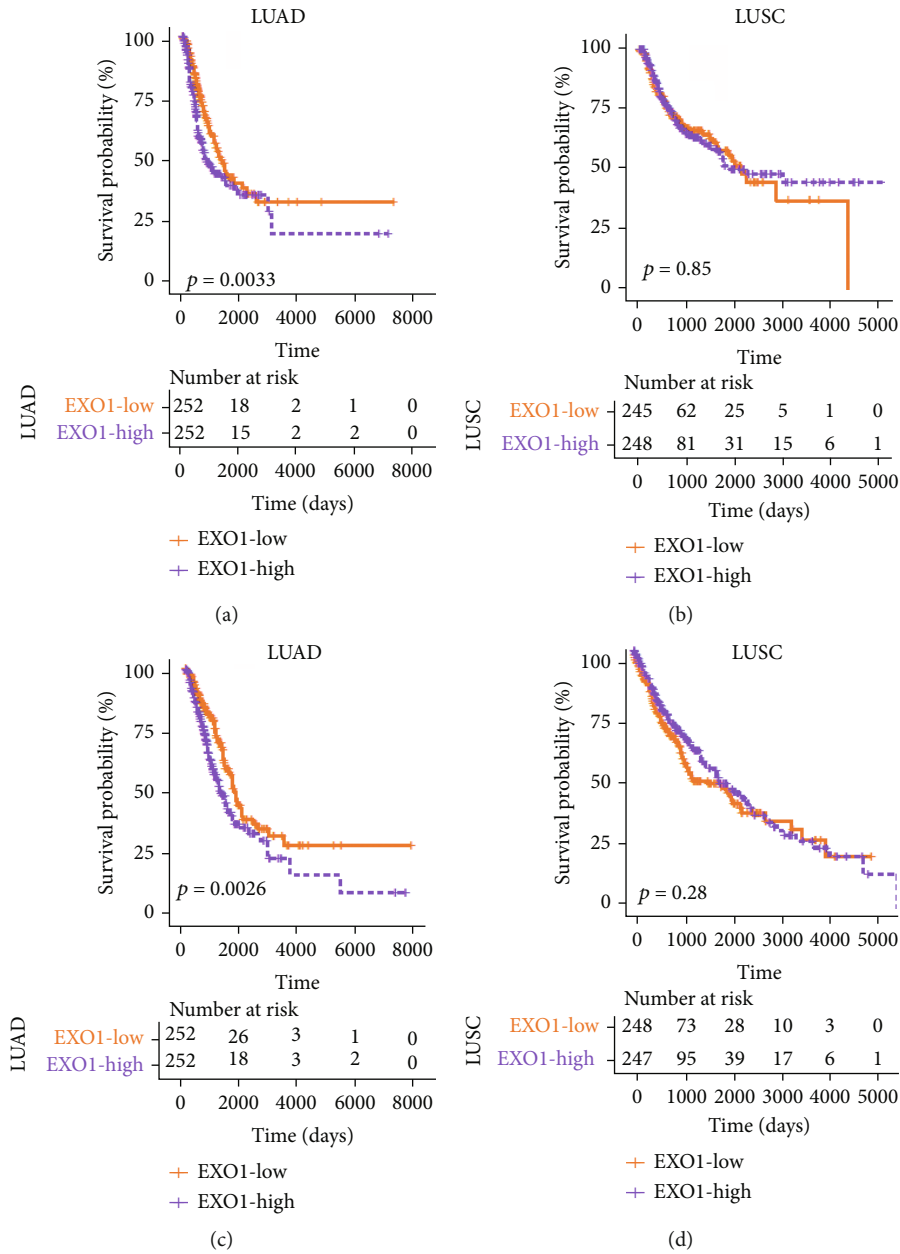 LUAD
Survival probability (%)
100
75
50
25
0
p = 0.0033
0 2000 4000 6000 8000
Time
LUAD
Number at risk
EXO1-low 252 18 2 1 0
EXO1-high 252 15 2 2 0
0 2000 4000 6000 8000
Time (days)
EXO1-low
EXO1-high
(a)
LUSC
Survival probability (%)
100
75
50
25
0
p = 0.85
0 1000 2000 3000 4000 5000
Time
LUSC
Number at risk
EXO1-low 245 62 25 5 1 0
EXO1-high 248 81 31 15 6 1
0 1000 2000 3000 4000 5000
Time (days)
EXO1-low
EXO1-high
(b)
LUAD
Survival probability (%)
100
75
50
25
0
p = 0.0026
0 2000 4000 6000 8000
Time
LUAD
Number at risk
EXO1-low 252 26 3 1 0
EXO1-high 252 18 3 2 0
0 2000 4000 6000 8000
Time (days)
EXO1-low
EXO1-high
(c)
LUSC
Survival probability (%)
100
75
50
25
0
p = 0.28
0 1000 2000 3000 4000 5000
Time
LUSC
Number at risk
EXO1-low 248 73 28 10 3 0
EXO1-high 247 95 39 17 6 1
0 1000 2000 3000 4000 5000
Time (days)
EXO1-low
EXO1-high
(d)